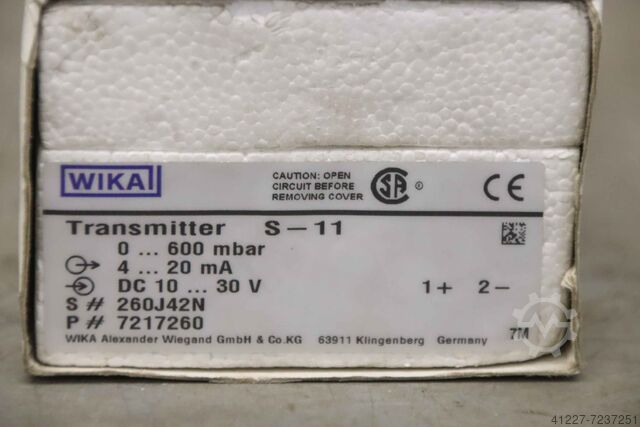 WIKA
CAUTION: OPEN
CIRCUIT BEFORE
REMOVING COVER
SA ®
CE
Transmitter S-11
0 ... 600 mbar
4 ... 20 mA
DC 10 ... 30 V 1+ 2-
S # 260J42N
P # 7217260
WIKA Alexander Wiegand GmbH & Co.KG 63911 Klingenberg Germany 7M
41227-7237251